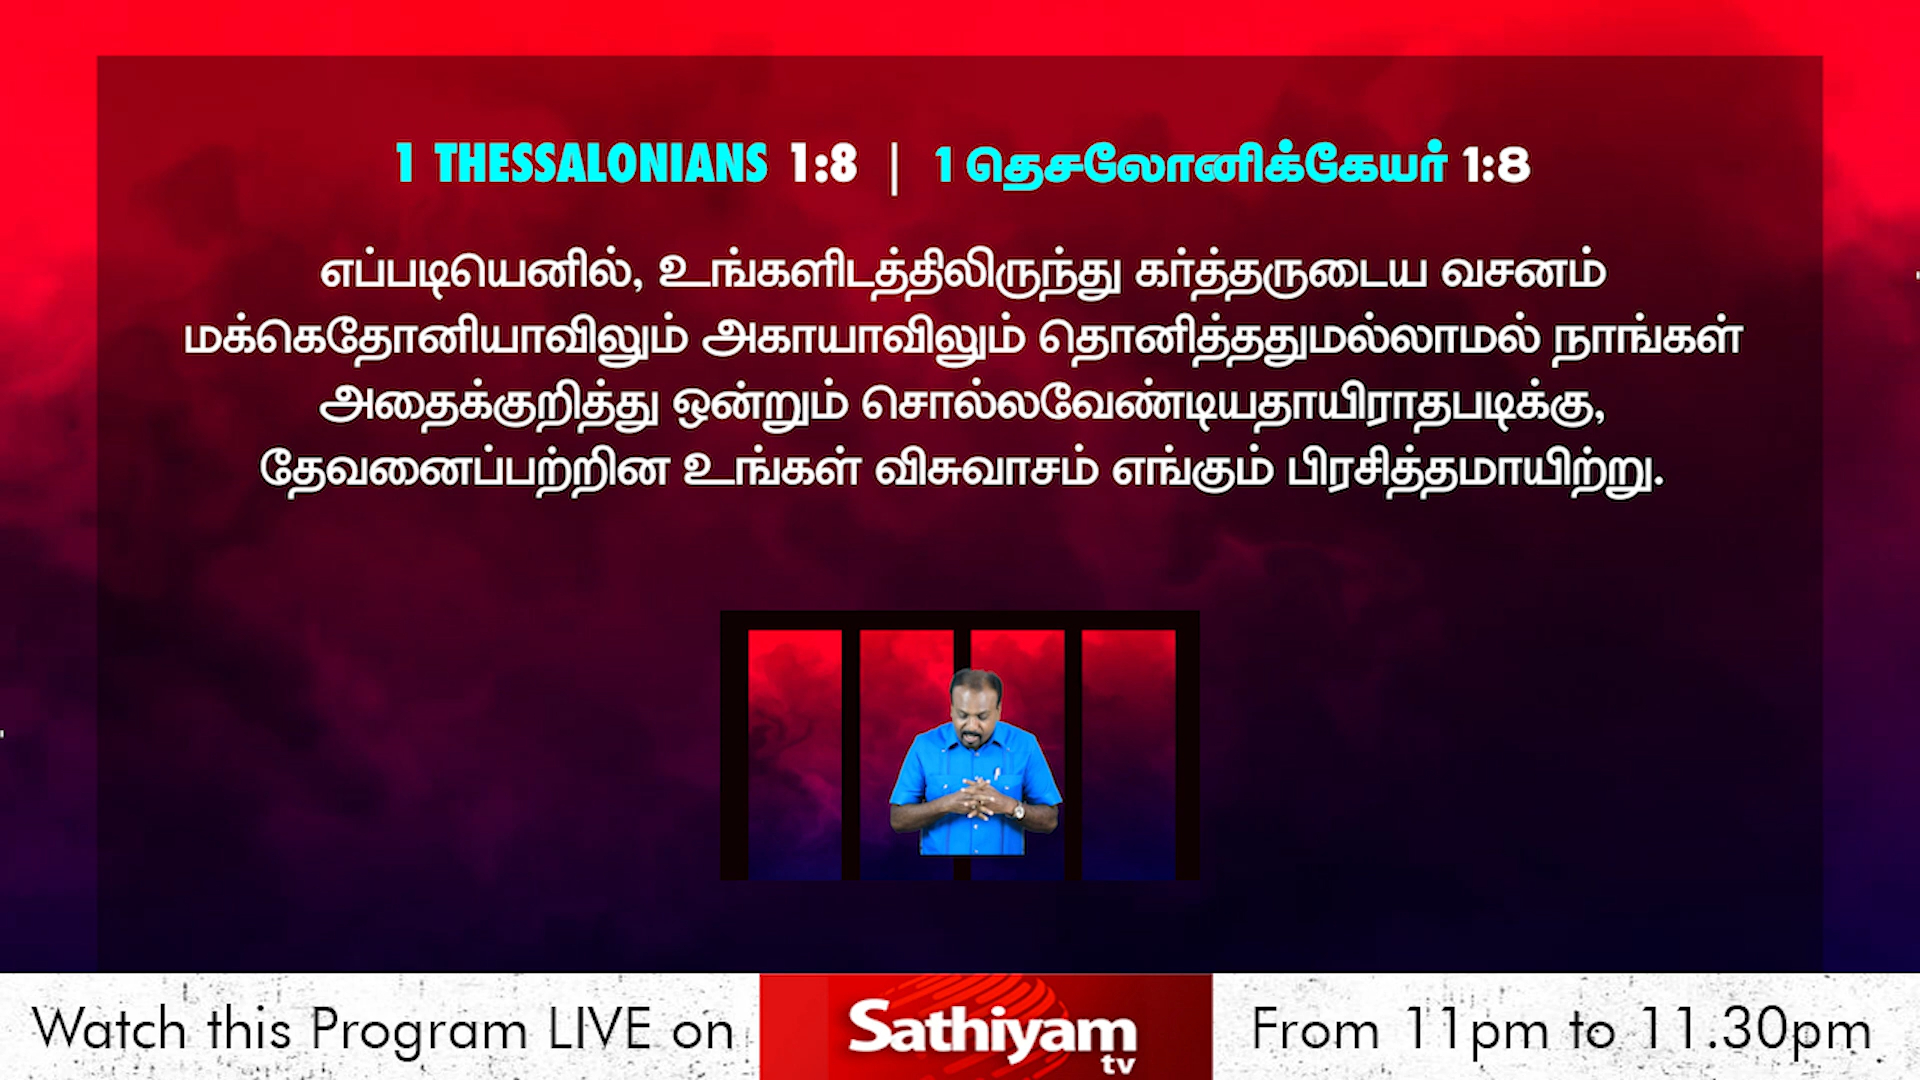 1 THESSALONIANS 1:8 | 1 தெசலோனிக்கேயர் 1:8
எப்படியெனில், உங்களிடத்திலிருந்து கர்த்தருடைய வசனம்
மக்கெதோனியாவிலும் அகாயாவிலும் தொனித்ததுமல்லாமல் நாங்கள்
அதைக்குறித்து ஒன்றும் சொல்லவேண்டியதாயிராதபடிக்கு,
தேவனைப்பற்றின உங்கள் விசுவாசம் எங்கும் பிரசித்தமாயிற்று.
Watch this Program LIVE on Sathiyam tv From 11pm to 11.30pm